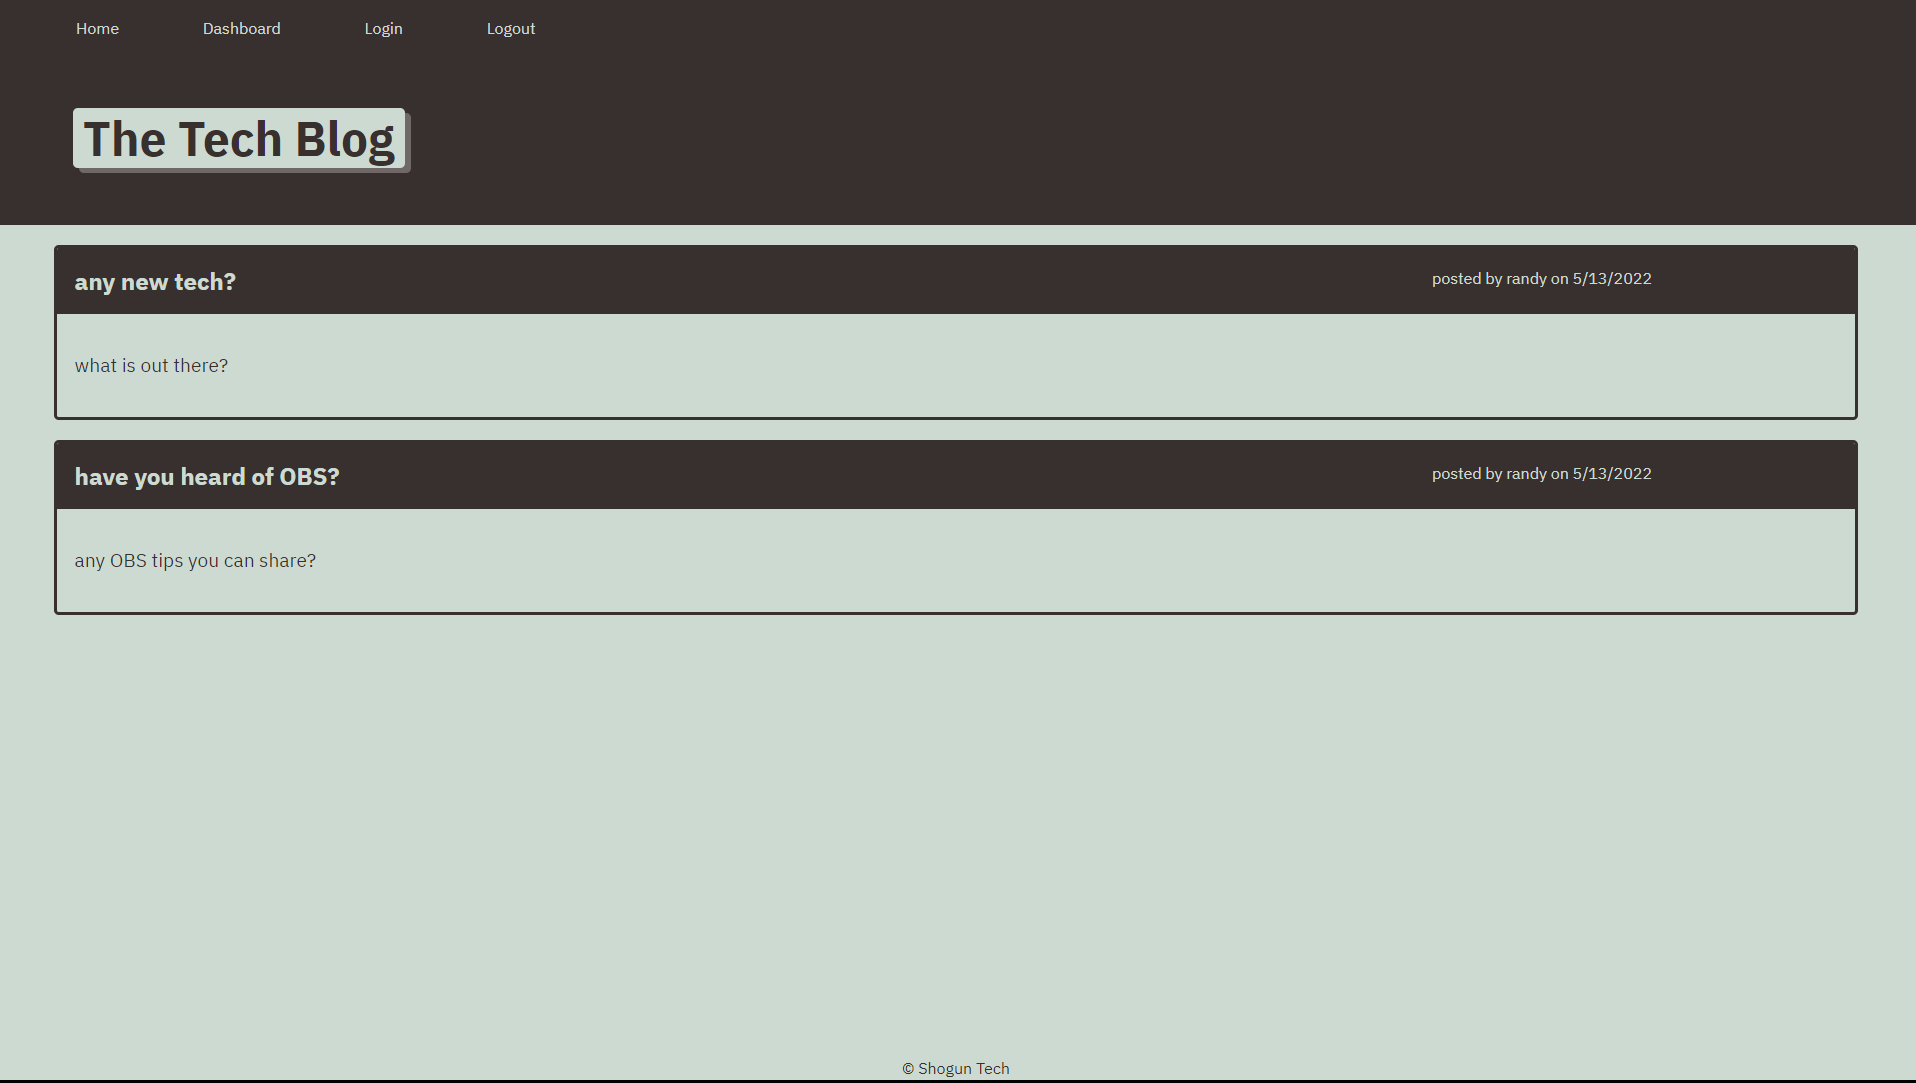 Home Dashboard Login Logout
The Tech Blog
any new tech? posted by randy on 5/13/2022
what is out there?
have you heard of OBS? posted by randy on 5/13/2022
any OBS tips you can share?
© Shogun Tech